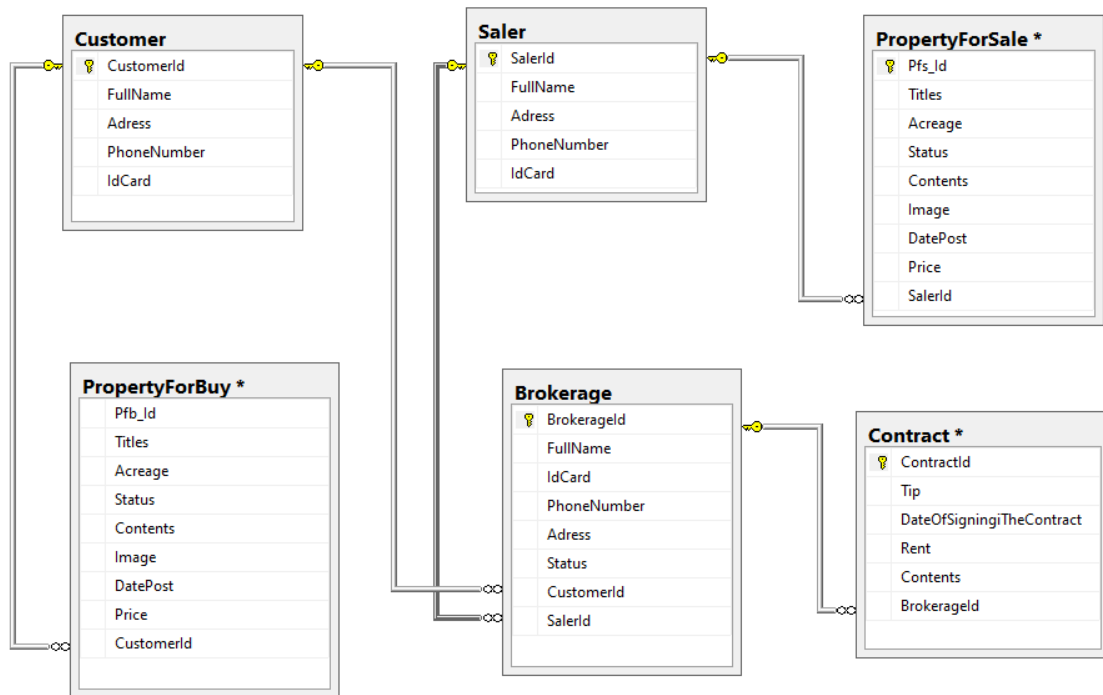 Customer
CustomerId
FullName
Adress
PhoneNumber
IdCard
Saler
SalerId
FullName
Adress
PhoneNumber
IdCard
PropertyForSale *
Pfs_Id
Titles
Acreage
Status
Contents
Image
DatePost
Price
SalerId
PropertyForBuy *
Pfb_Id
Titles
Acreage
Status
Contents
Image
DatePost
Price
CustomerId
Brokerage
BrokerageId
FullName
IdCard
PhoneNumber
Adress
Status
CustomerId
SalerId
Contract *
ContractId
Tip
DateOfSigningiTheContract
Rent
Contents
BrokerageId